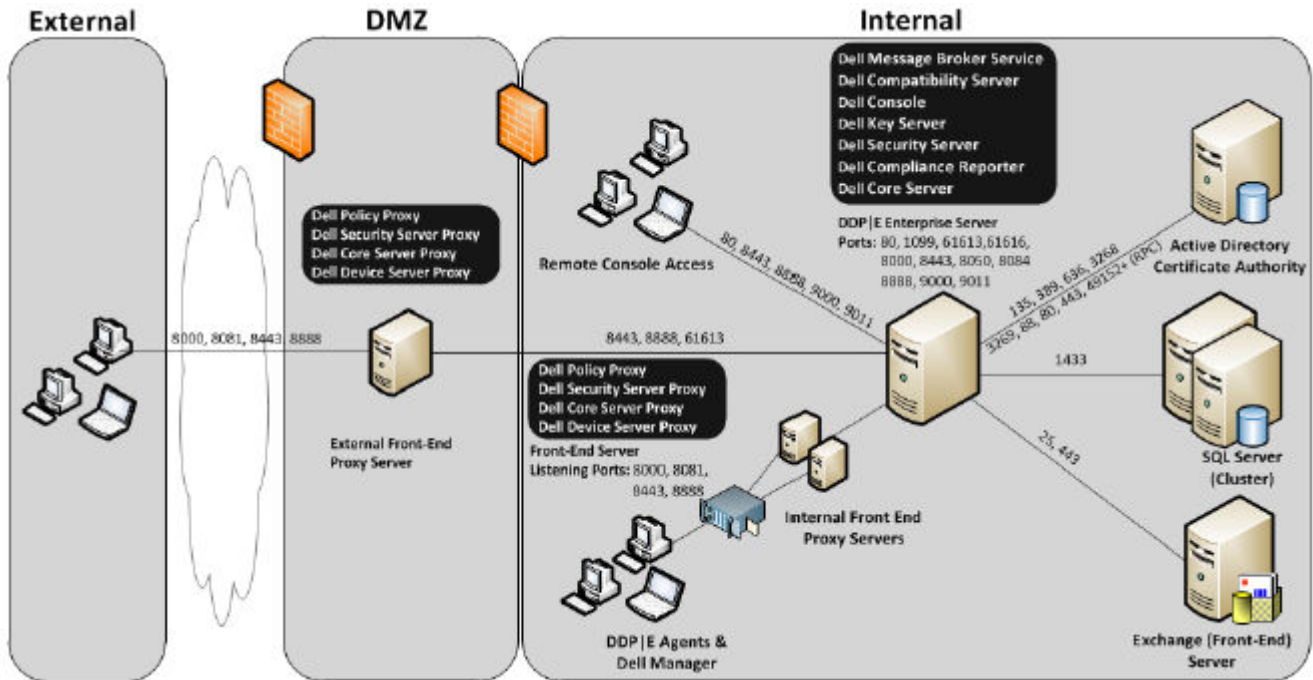 External
DMZ
Internal
Dell Message Broker Service
Dell Compatibility Server
Dell Console
Dell Key Server
Dell Security Server
Dell Compliance Reporter
Dell Core Server
DDP|E Enterprise Server
Ports: 80, 1099, 61613,61616,
8000, 8443, 8050, 8084
8888, 9000, 9011
Dell Policy Proxy
Dell Security Server Proxy
Dell Core Server Proxy
Dell Device Server Proxy
Remote Console Access
80, 8443, 8888, 9000, 9011
Active Directory
Certificate Authority
135, 389, 636, 3268
3269, 88, 80, 443, 49152+ (RPC)
8000, 8081, 8443, 8888
8443, 8888, 61613
1433
External Front-End
Proxy Server
Dell Policy Proxy
Dell Security Server Proxy
Dell Core Server Proxy
Dell Device Server Proxy
Front-End Server
Listening Ports: 8000, 8081,
8443, 8888
25, 443
SQL Server
(Cluster)
Internal Front End
Proxy Servers
DDP|E Agents &
Dell Manager
Exchange (Front-End)
Server